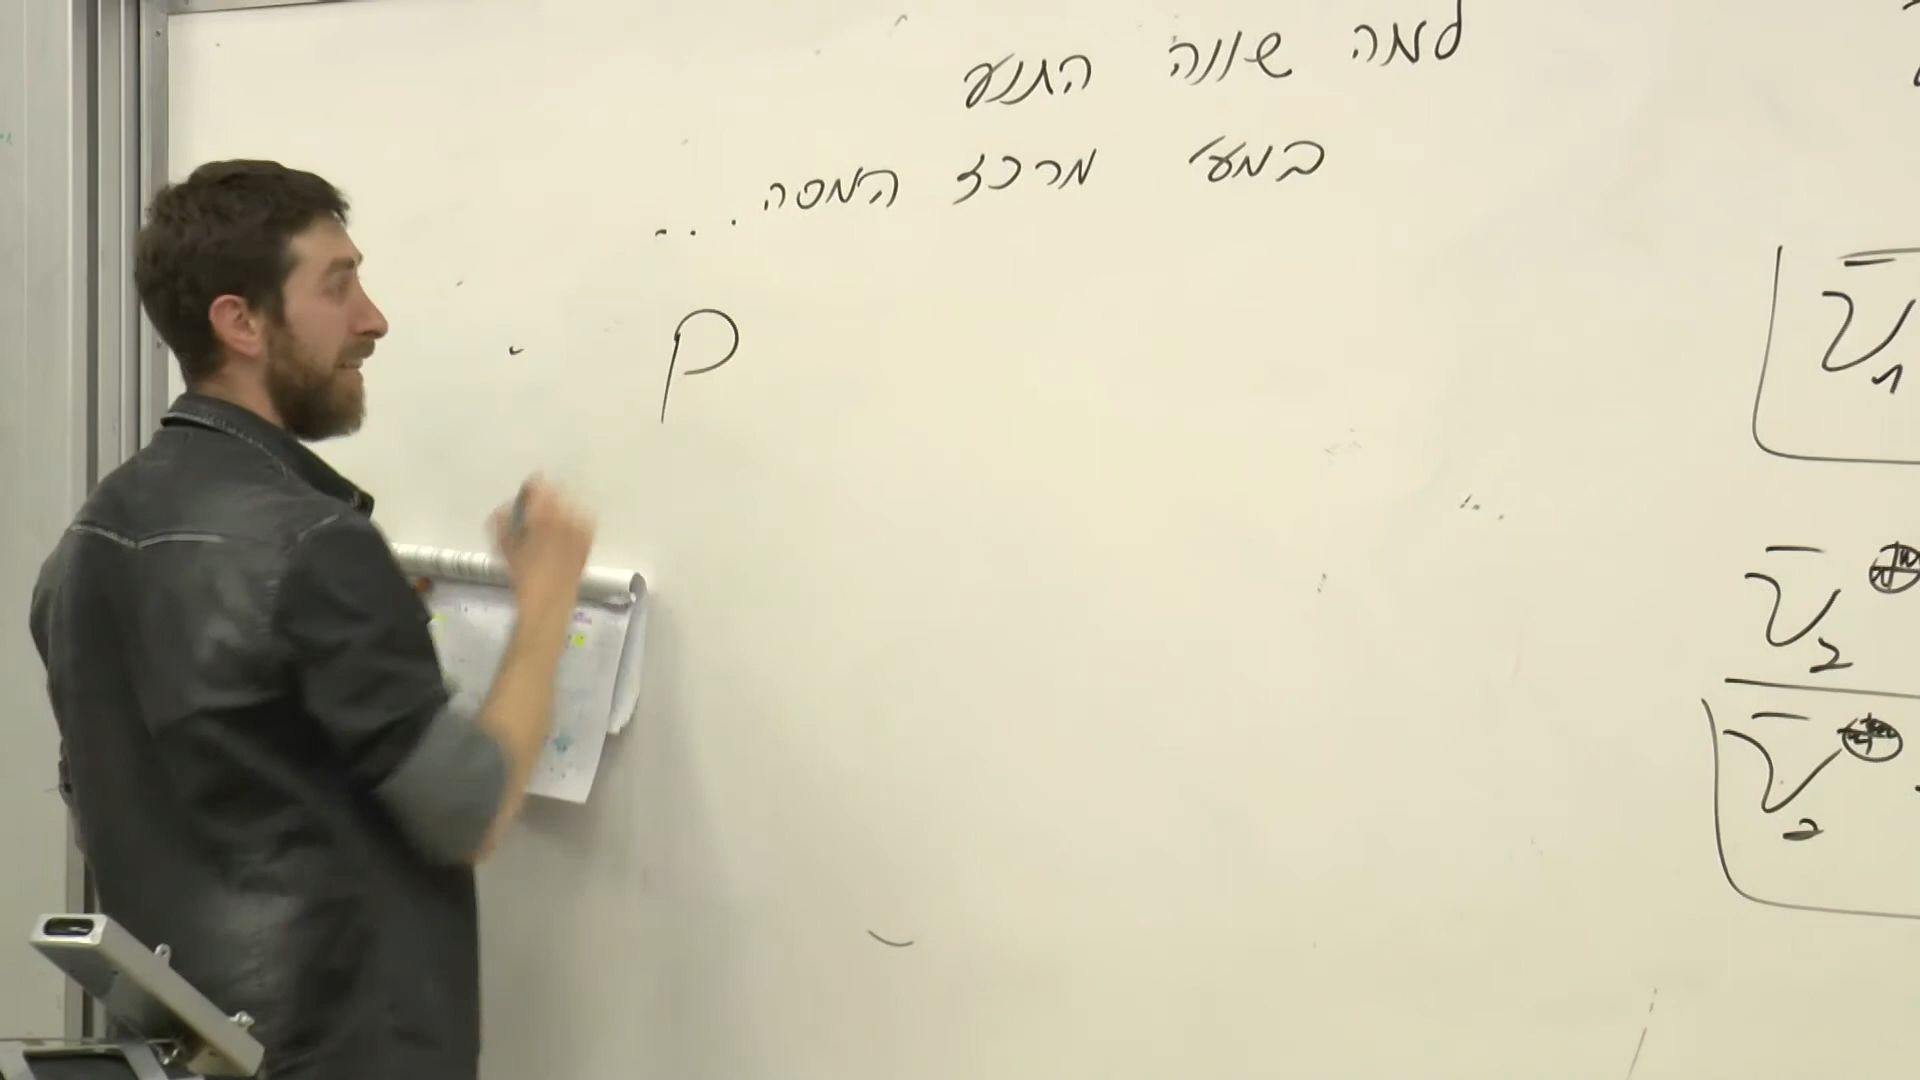 למה שווה התנע
במע' מרכז המסה...
P
v̅₁
v̅₂
v̅₂